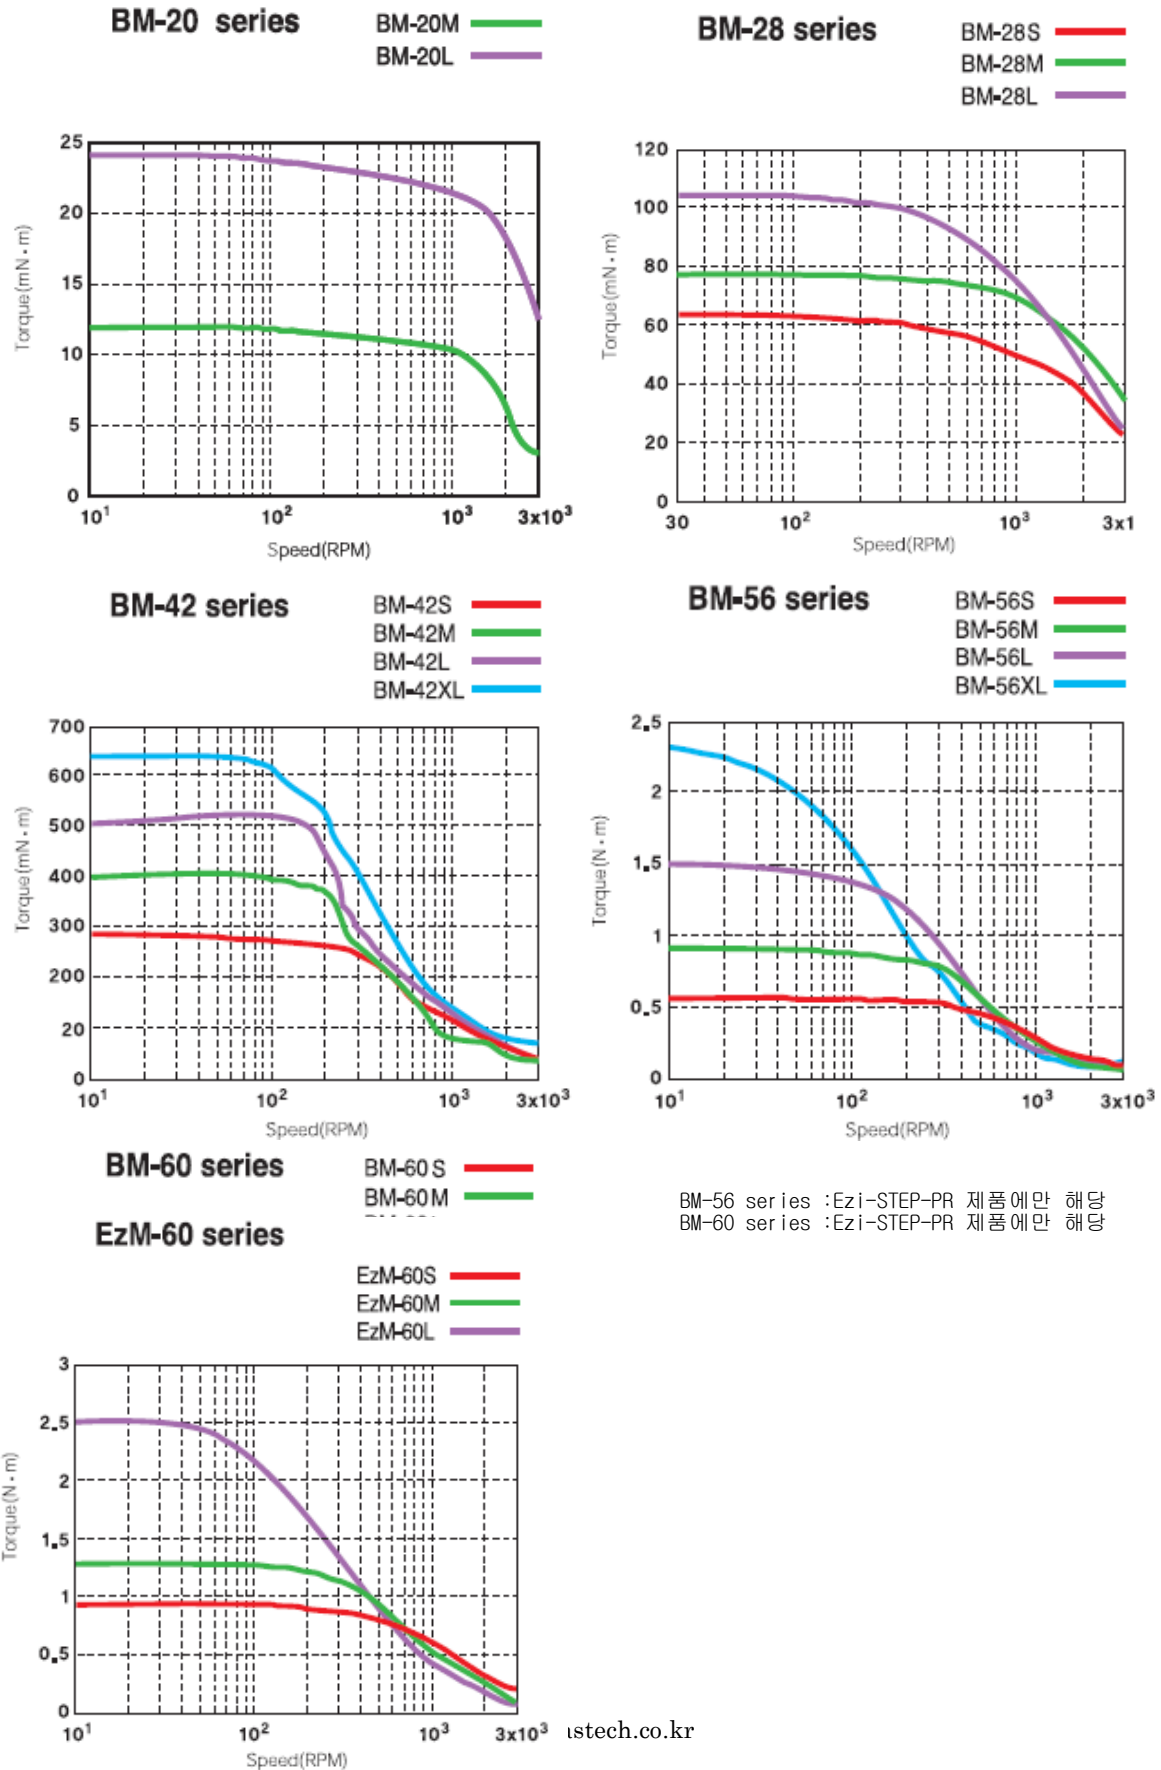 BM-20 series
BM-20M
BM-20L
25
20
15
10
5
0
Torque(mN·m)
10¹
10²
10³
3x10³
Speed(RPM)
BM-28 series
BM-28S
BM-28M
BM-28L
120
100
80
60
40
20
0
Torque(mN·m)
30
10²
10³
3x1
Speed(RPM)
BM-42 series
BM-42S
BM-42M
BM-42L
BM-42XL
700
600
500
400
300
200
20
0
Torque(mN·m)
10¹
10²
10³
3x10³
Speed(RPM)
BM-56 series
BM-56S
BM-56M
BM-56L
BM-56XL
2.5
2
1.5
1
0.5
0
Torque(N·m)
10¹
10²
10³
3x10³
Speed(RPM)
BM-60 series
BM-60S
BM-60M
BM-56 series :Ezi-STEP-PR 제품에만 해당
BM-60 series :Ezi-STEP-PR 제품에만 해당
EzM-60 series
EzM-60S
EzM-60M
EzM-60L
3
2.5
2
1.5
1
0.5
0
Torque(N·m)
10¹
10²
10³
3x10³
Speed(RPM)
stech.co.kr